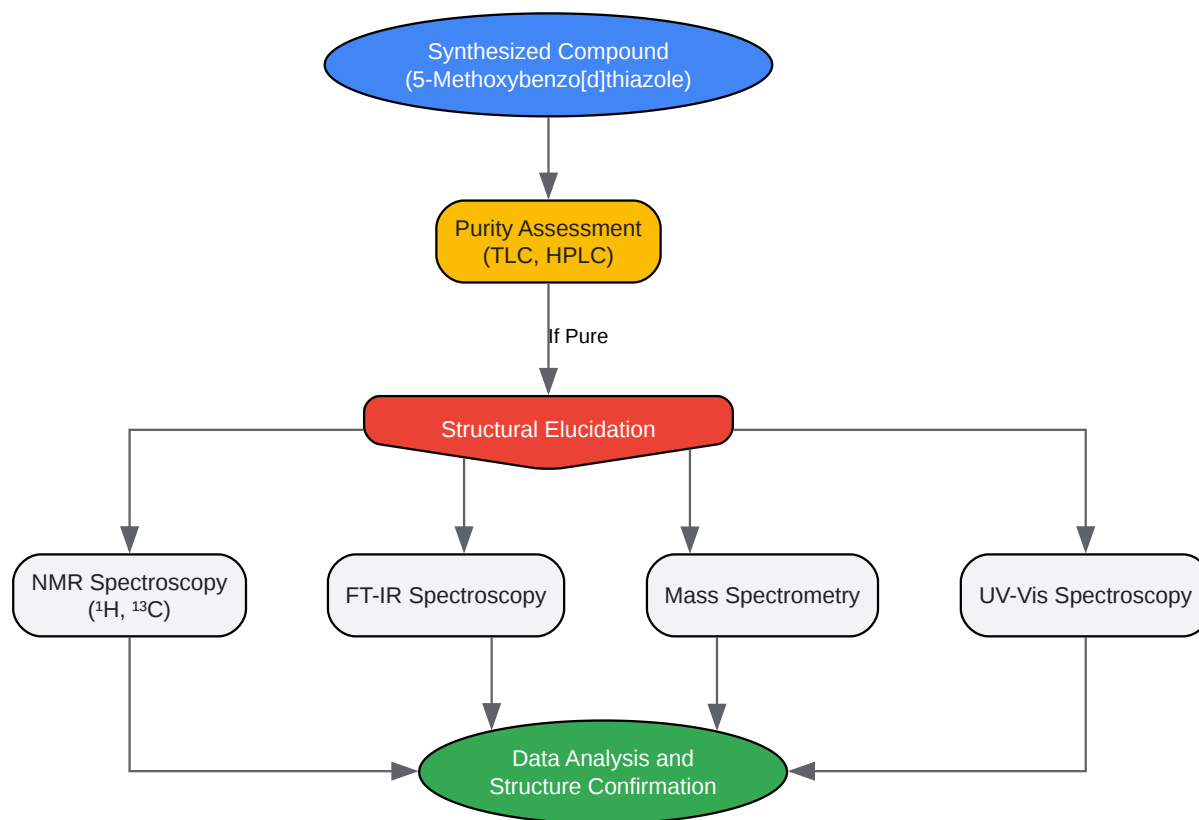 Synthesized Compound
(5-Methoxybenzo[d]thiazole)
Purity Assessment
(TLC, HPLC)
If Pure
Structural Elucidation
NMR Spectroscopy
(¹H, ¹³C)
FT-IR Spectroscopy
Mass Spectrometry
UV-Vis Spectroscopy
Data Analysis and
Structure Confirmation